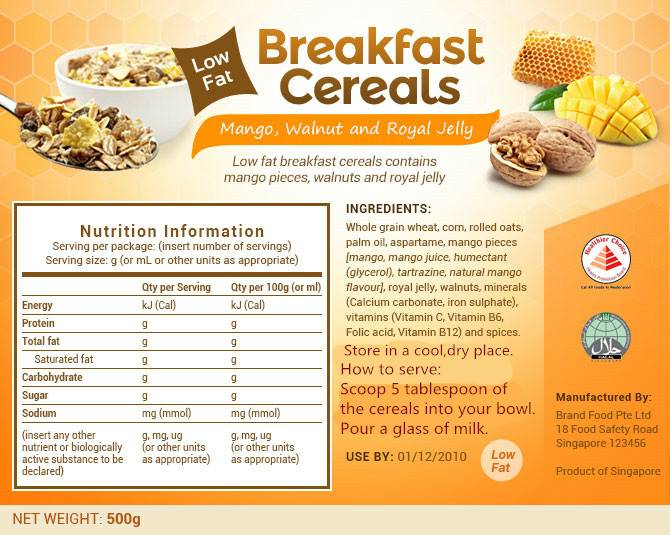 Low
Fat
Breakfast
Cereals
Mango, Walnut and Royal Jelly
Low fat breakfast cereals contains
mango pieces, walnuts and royal jelly
Nutrition Information
Serving per package: (insert number of servings)
Serving size: g (or mL or other units as appropriate)
Qty per Serving Qty per 100g (or ml)
Energy kJ (Cal) kJ (Cal)
Protein g g
Total fat g g
Saturated fat g g
Carbohydrate g g
Sugar g g
Sodium mg (mmol) mg (mmol)
(insert any other g, mg, ug g, mg, ug
nutrient or biologically (or other units (or other units
active substance to be as appropriate) as appropriate)
declared)
INGREDIENTS:
Whole grain wheat, corn, rolled oats,
palm oil, aspartame, mango pieces
[mango, mango juice, humectant
(glycerol), tartrazine, natural mango
flavour], royal jelly, walnuts, minerals
(Calcium carbonate, iron sulphate),
vitamins (Vitamin C, Vitamin B6,
Folic acid, Vitamin B12) and spices.
Store in a cool,dry place.
How to serve:
Scoop 5 tablespoon of
the cereals into your bowl.
Pour a glass of milk.
USE BY: 01/12/2010
Low
Fat
Healthier Choice
Health Promotion Board
Eat All Foods In Moderation
حلال
HALAL
Manufactured By:
Brand Food Pte Ltd
18 Food Safety Road
Singapore 123456
Product of Singapore
NET WEIGHT: 500g